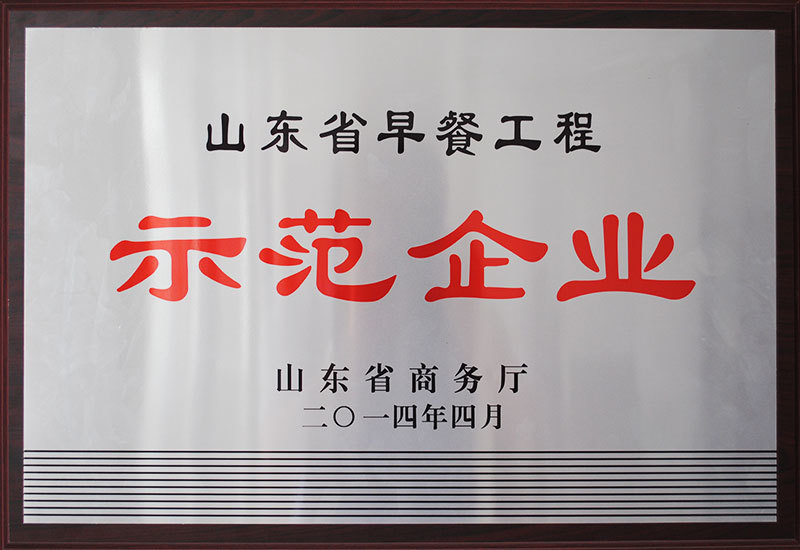 山东省早餐工程
示范企业
山东省商务厅
二〇一四年四月